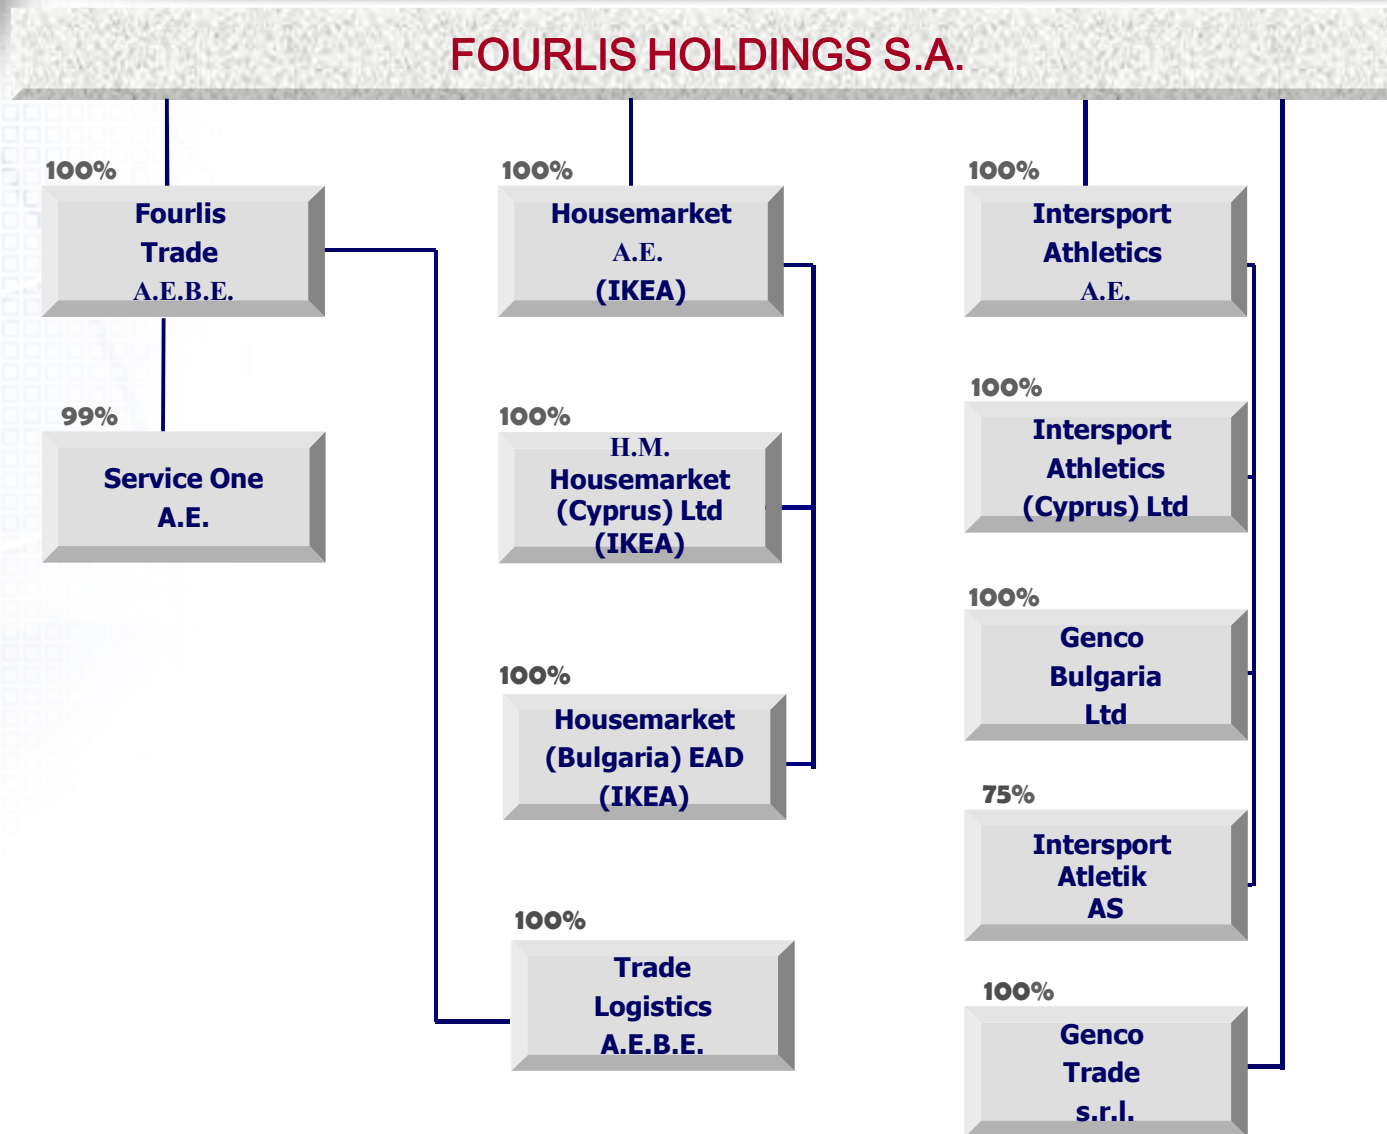 FOURLIS HOLDINGS S.A.
100%
Fourlis
Trade
A.E.B.E.
99%
Service One
A.E.
100%
Housemarket
A.E.
(IKEA)
100%
H.M.
Housemarket
(Cyprus) Ltd
(IKEA)
100%
Housemarket
(Bulgaria) EAD
(IKEA)
100%
Trade
Logistics
A.E.B.E.
100%
Intersport
Athletics
A.E.
100%
Intersport
Athletics
(Cyprus) Ltd
100%
Genco
Bulgaria
Ltd
75%
Intersport
Atletik
AS
100%
Genco
Trade
s.r.l.